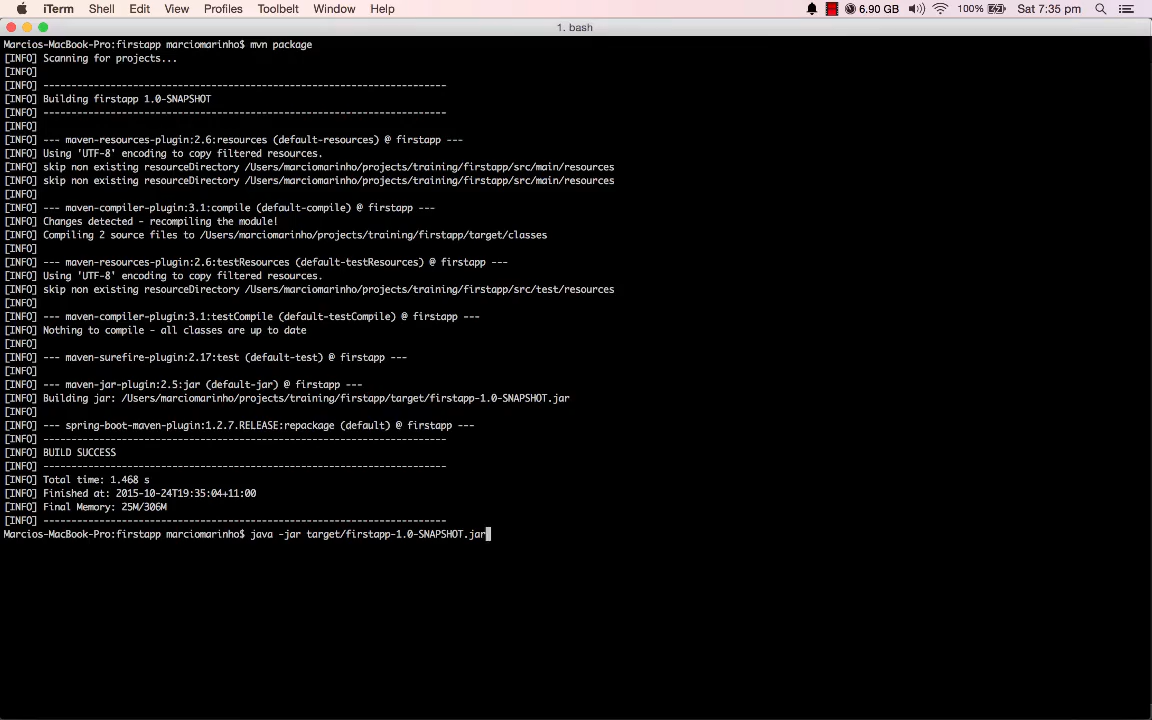 iTerm Shell Edit View Profiles Toolbelt Window Help 6.90 GB 100% Sat 7:35 pm
1. bash
Marcios-MacBook-Pro:firstapp marciomarinho$ mvn package
[INFO] Scanning for projects...
[INFO]
[INFO] ------------------------------------------------------------------------
[INFO] Building firstapp 1.0-SNAPSHOT
[INFO] ------------------------------------------------------------------------
[INFO]
[INFO] --- maven-resources-plugin:2.6:resources (default-resources) @ firstapp ---
[INFO] Using 'UTF-8' encoding to copy filtered resources.
[INFO] skip non existing resourceDirectory /Users/marciomarinho/projects/training/firstapp/src/main/resources
[INFO] skip non existing resourceDirectory /Users/marciomarinho/projects/training/firstapp/src/main/resources
[INFO]
[INFO] --- maven-compiler-plugin:3.1:compile (default-compile) @ firstapp ---
[INFO] Changes detected - recompiling the module!
[INFO] Compiling 2 source files to /Users/marciomarinho/projects/training/firstapp/target/classes
[INFO]
[INFO] --- maven-resources-plugin:2.6:testResources (default-testResources) @ firstapp ---
[INFO] Using 'UTF-8' encoding to copy filtered resources.
[INFO] skip non existing resourceDirectory /Users/marciomarinho/projects/training/firstapp/src/test/resources
[INFO]
[INFO] --- maven-compiler-plugin:3.1:testCompile (default-testCompile) @ firstapp ---
[INFO] Nothing to compile - all classes are up to date
[INFO]
[INFO] --- maven-surefire-plugin:2.17:test (default-test) @ firstapp ---
[INFO]
[INFO] --- maven-jar-plugin:2.5:jar (default-jar) @ firstapp ---
[INFO] Building jar: /Users/marciomarinho/projects/training/firstapp/target/firstapp-1.0-SNAPSHOT.jar
[INFO]
[INFO] --- spring-boot-maven-plugin:1.2.7.RELEASE:repackage (default) @ firstapp ---
[INFO] ------------------------------------------------------------------------
[INFO] BUILD SUCCESS
[INFO] ------------------------------------------------------------------------
[INFO] Total time: 1.468 s
[INFO] Finished at: 2015-10-24T19:35:04+11:00
[INFO] Final Memory: 25M/306M
[INFO] ------------------------------------------------------------------------
Marcios-MacBook-Pro:firstapp marciomarinho$ java -jar target/firstapp-1.0-SNAPSHOT.jar